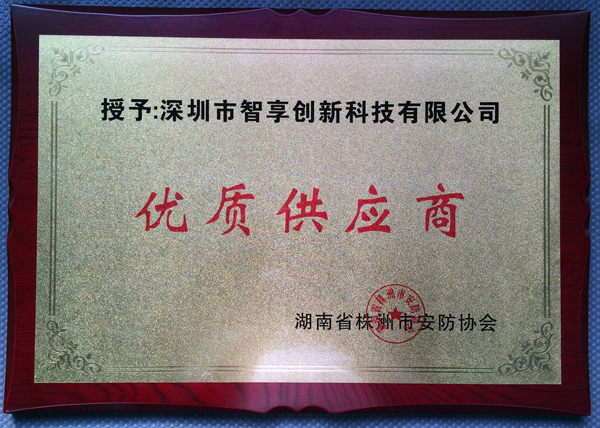 授予:深圳市智享创新科技有限公司
优质供应商
湖南省株洲市安防协会